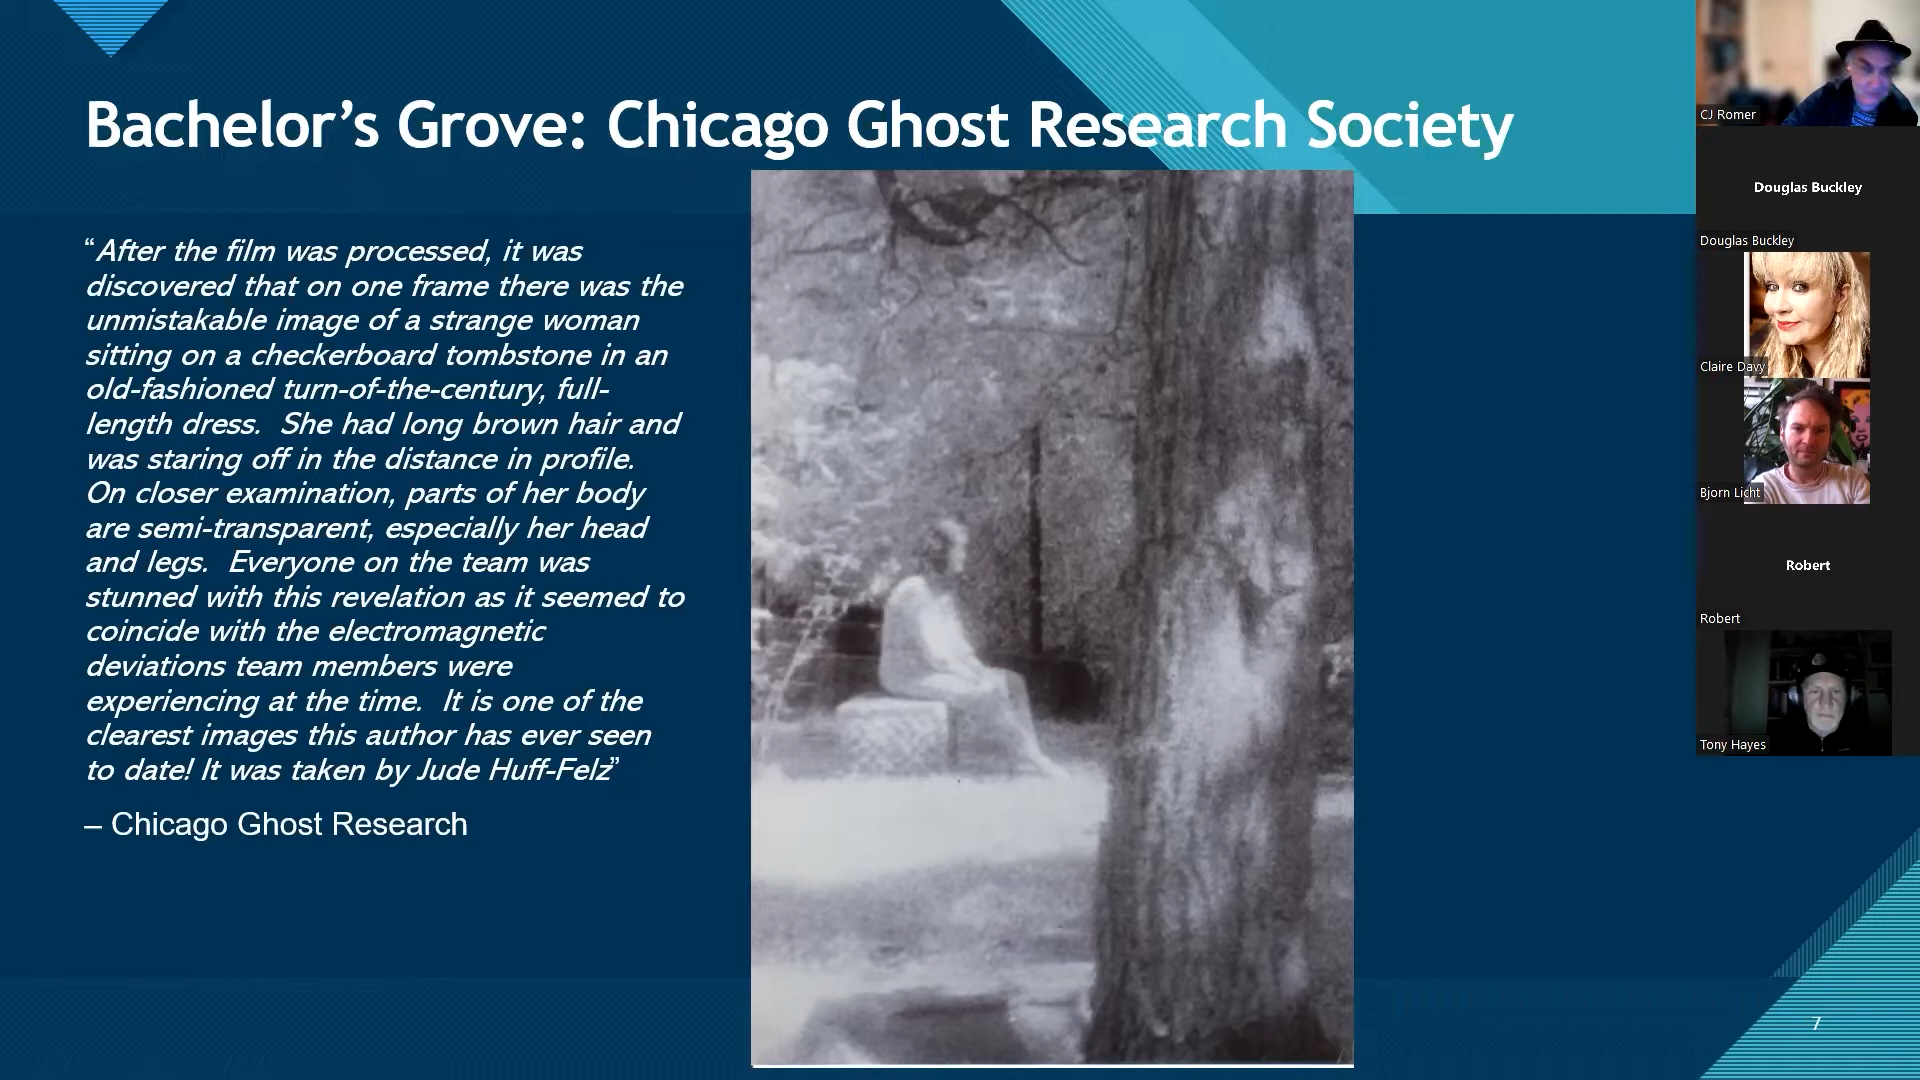 Bachelor’s Grove: Chicago Ghost Research Society
“After the film was processed, it was
discovered that on one frame there was the
unmistakable image of a strange woman
sitting on a checkerboard tombstone in an
old-fashioned turn-of-the-century, full-
length dress.  She had long brown hair and
was staring off in the distance in profile.
On closer examination, parts of her body
are semi-transparent, especially her head
and legs.  Everyone on the team was
stunned with this revelation as it seemed to
coincide with the electromagnetic
deviations team members were
experiencing at the time.  It is one of the
clearest images this author has ever seen
to date! It was taken by Jude Huff-Felz”
– Chicago Ghost Research
CJ Romer
Douglas Buckley
Douglas Buckley
Claire Davy
Bjorn Licht
Robert
Robert
Tony Hayes
7